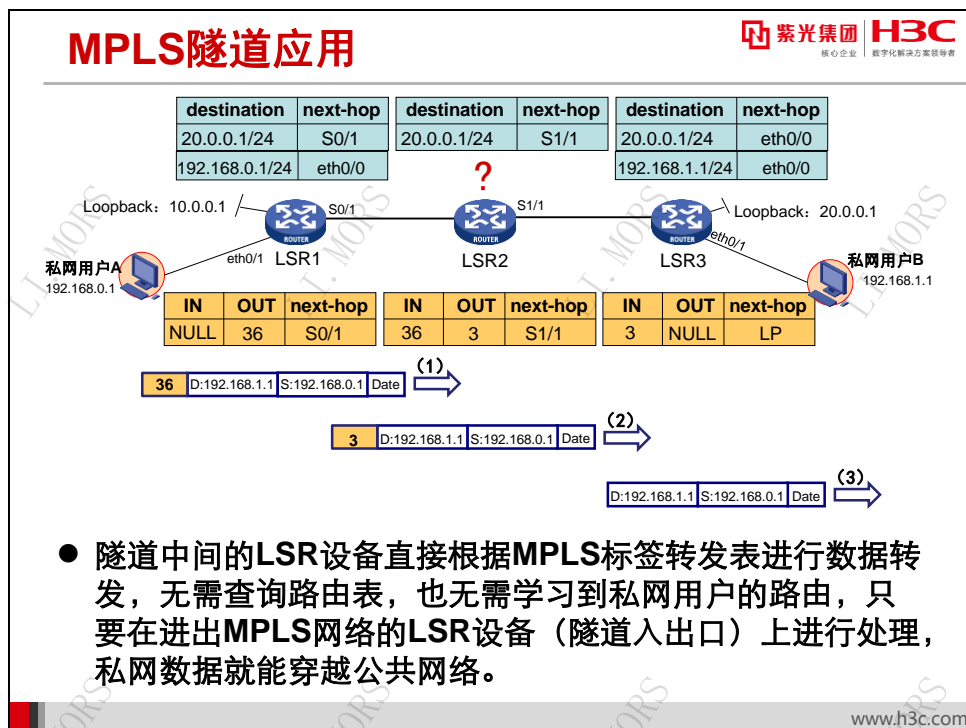 MPLS隧道应用
紫光集团 H3C
核心企业 数字化解决方案领导者
destination next-hop
20.0.0.1/24 S0/1
192.168.0.1/24 eth0/0
destination next-hop
20.0.0.1/24 S1/1
destination next-hop
20.0.0.1/24 eth0/0
192.168.1.1/24 eth0/0
?
Loopback：10.0.0.1
S0/1
S1/1
Loopback：20.0.0.1
ROUTER
ROUTER
ROUTER
eth0/1
LSR1
LSR2
LSR3
eth0/1
私网用户A
192.168.0.1
私网用户B
192.168.1.1
IN OUT next-hop
NULL 36 S0/1
IN OUT next-hop
36 3 S1/1
IN OUT next-hop
3 NULL LP
36 D:192.168.1.1 S:192.168.0.1 Date
（1）
3 D:192.168.1.1 S:192.168.0.1 Date
（2）
D:192.168.1.1 S:192.168.0.1 Date
（3）
● 隧道中间的LSR设备直接根据MPLS标签转发表进行数据转
发，无需查询路由表，也无需学习到私网用户的路由，只
要在进出MPLS网络的LSR设备（隧道入出口）上进行处理，
私网数据就能穿越公共网络。
www.h3c.com
LI. MORS
LI. MORS
LI. MORS
LI. MORS